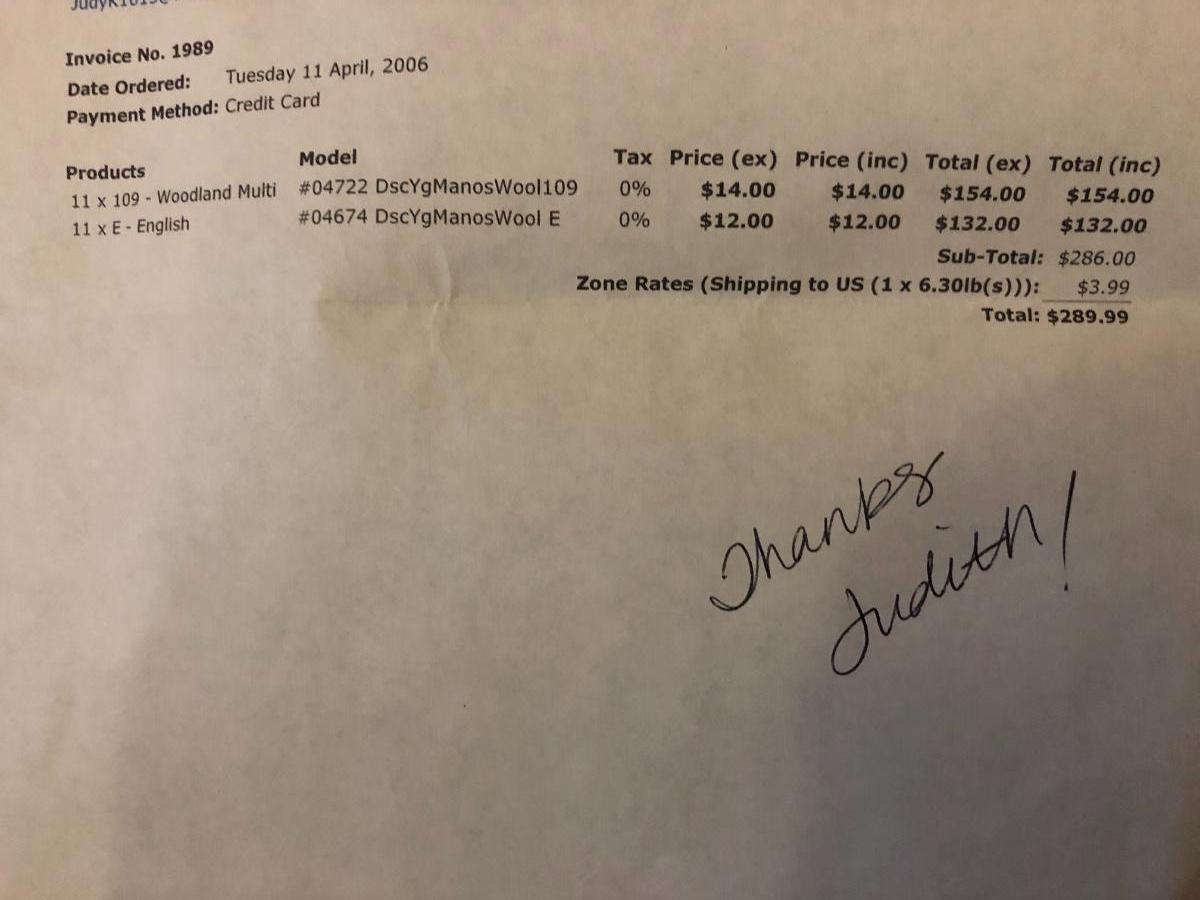 Invoice No. 1989
Date Ordered: Tuesday 11 April, 2006
Payment Method: Credit Card
Products Model Tax Price (ex) Price (inc) Total (ex) Total (inc)
11 x 109 - Woodland Multi #04722 DscYgManosWool109 0% $14.00 $14.00 $154.00 $154.00
11 x E - English #04674 DscYgManosWool E 0% $12.00 $12.00 $132.00 $132.00
Sub-Total: $286.00
Zone Rates (Shipping to US (1 x 6.30lb(s))): $3.99
Total: $289.99
Thanks
Judith!